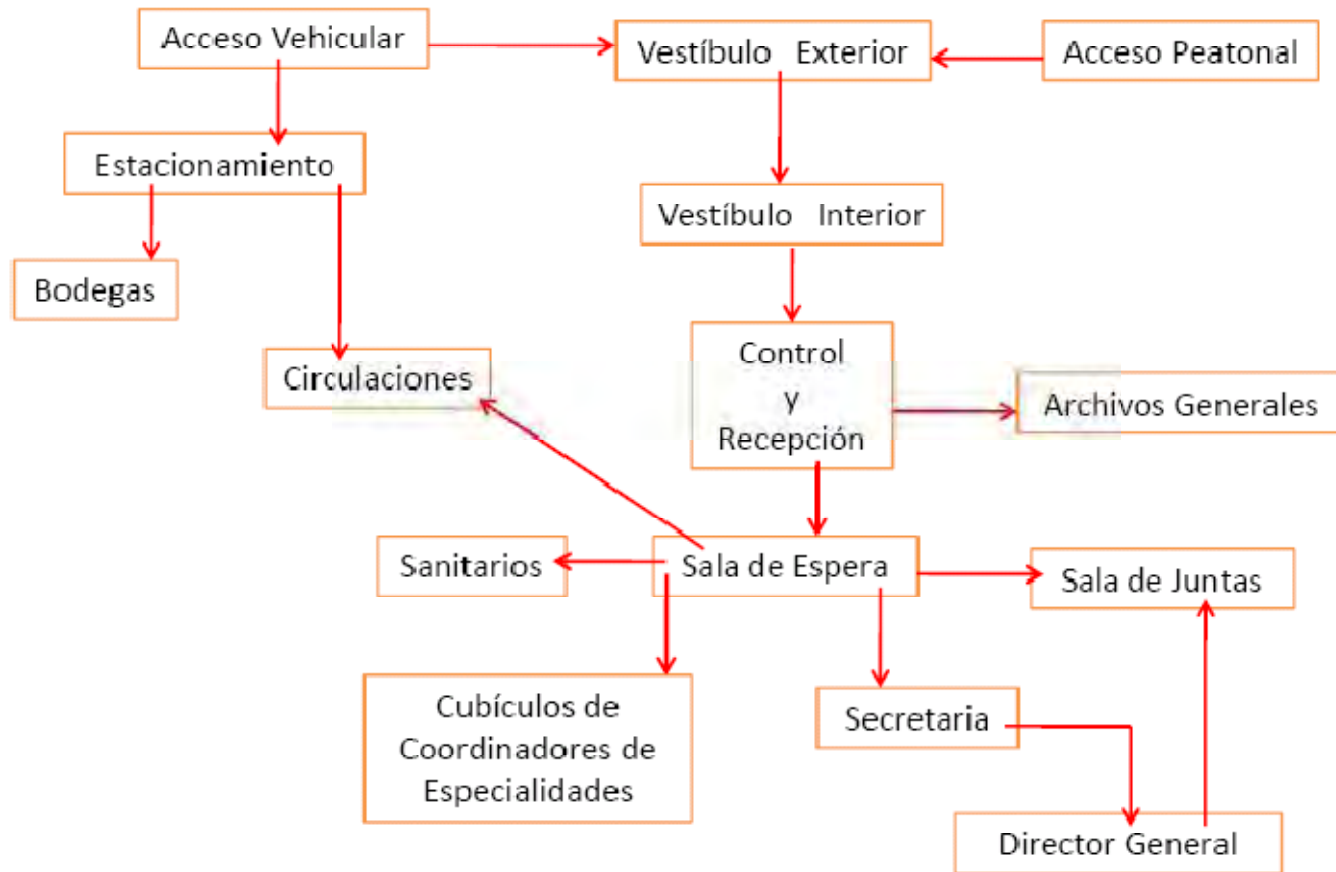 Acceso Vehicular
Vestíbulo Exterior
Acceso Peatonal
Estacionamiento
Vestíbulo Interior
Bodegas
Control
y
Recepción
Circulaciones
Archivos Generales
Sanitarios
Sala de Espera
Sala de Juntas
Cubículos de
Coordinadores de
Especialidades
Secretaria
Director General